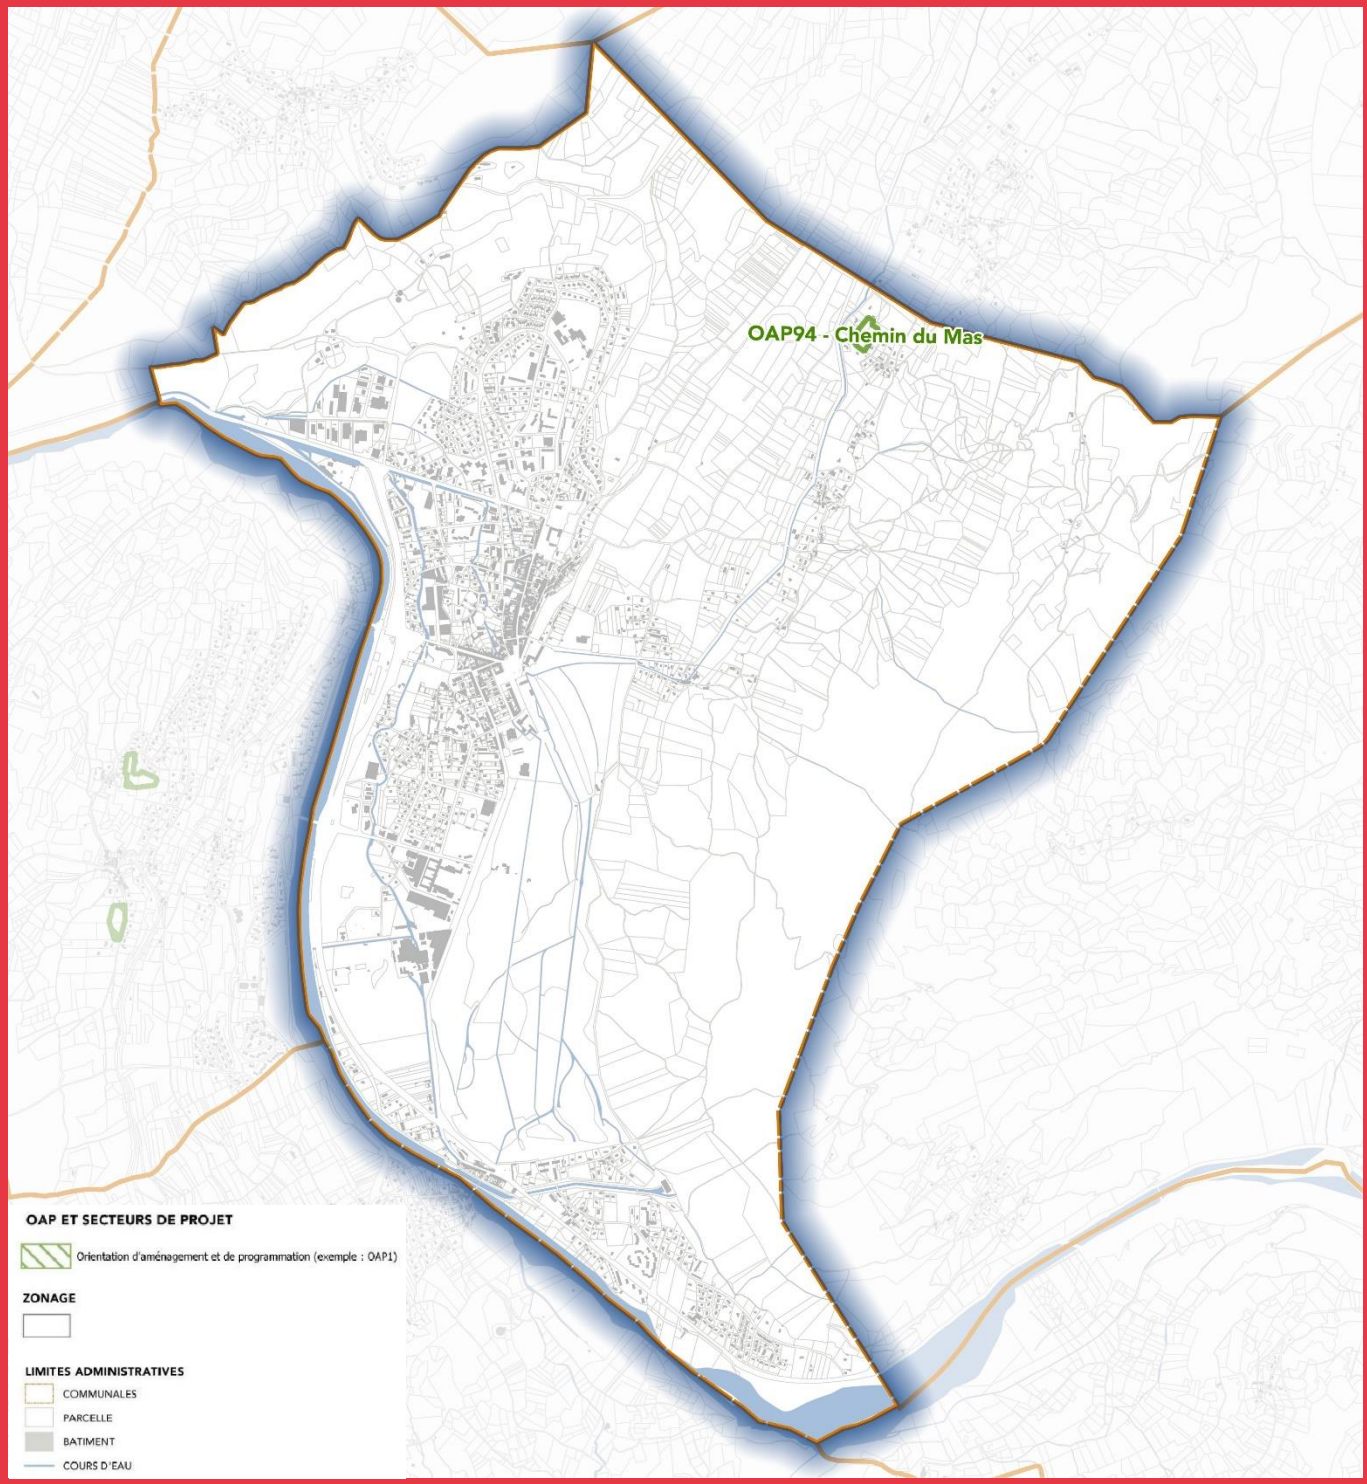 OAP94 - Chemin du Mas
OAP ET SECTEURS DE PROJET
Orientation d'aménagement et de programmation (exemple : OAP1)
ZONAGE
LIMITES ADMINISTRATIVES
COMMUNALES
PARCELLE
BATIMENT
COURS D'EAU